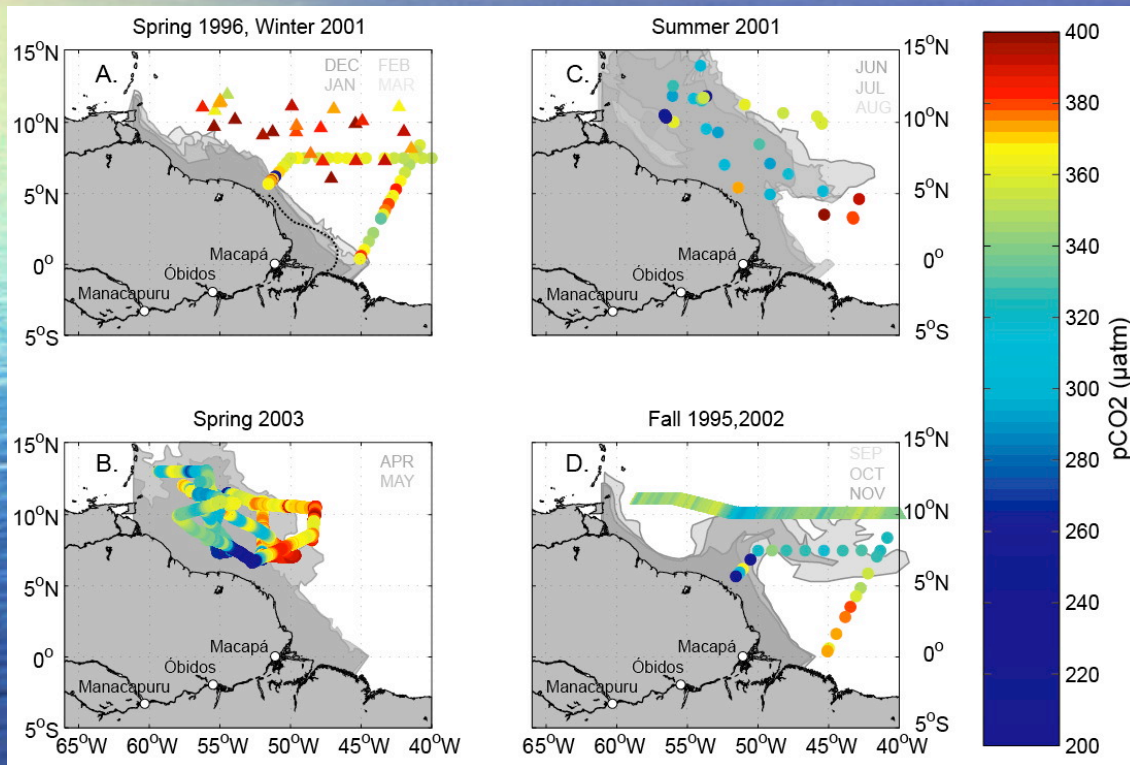 Spring 1996, Winter 2001
15°N
10°N
5°N
0°
5°S
A.
DEC FEB
JAN MAR
Macapá
Óbidos
Manacapuru
Summer 2001
C.
JUN
JUL
AUG
15°N
10°N
5°N
0°
5°S
Macapá
Óbidos
Manacapuru
Spring 2003
15°N
10°N
5°N
0°
5°S
B.
APR
MAY
Macapá
Óbidos
Manacapuru
65°W 60°W 55°W 50°W 45°W 40°W
Fall 1995,2002
D.
SEP
OCT
NOV
15°N
10°N
5°N
0°
5°S
Macapá
Óbidos
Manacapuru
65°W 60°W 55°W 50°W 45°W 40°W
400
380
360
340
320
300
280
260
240
220
200
pCO2 (µatm)